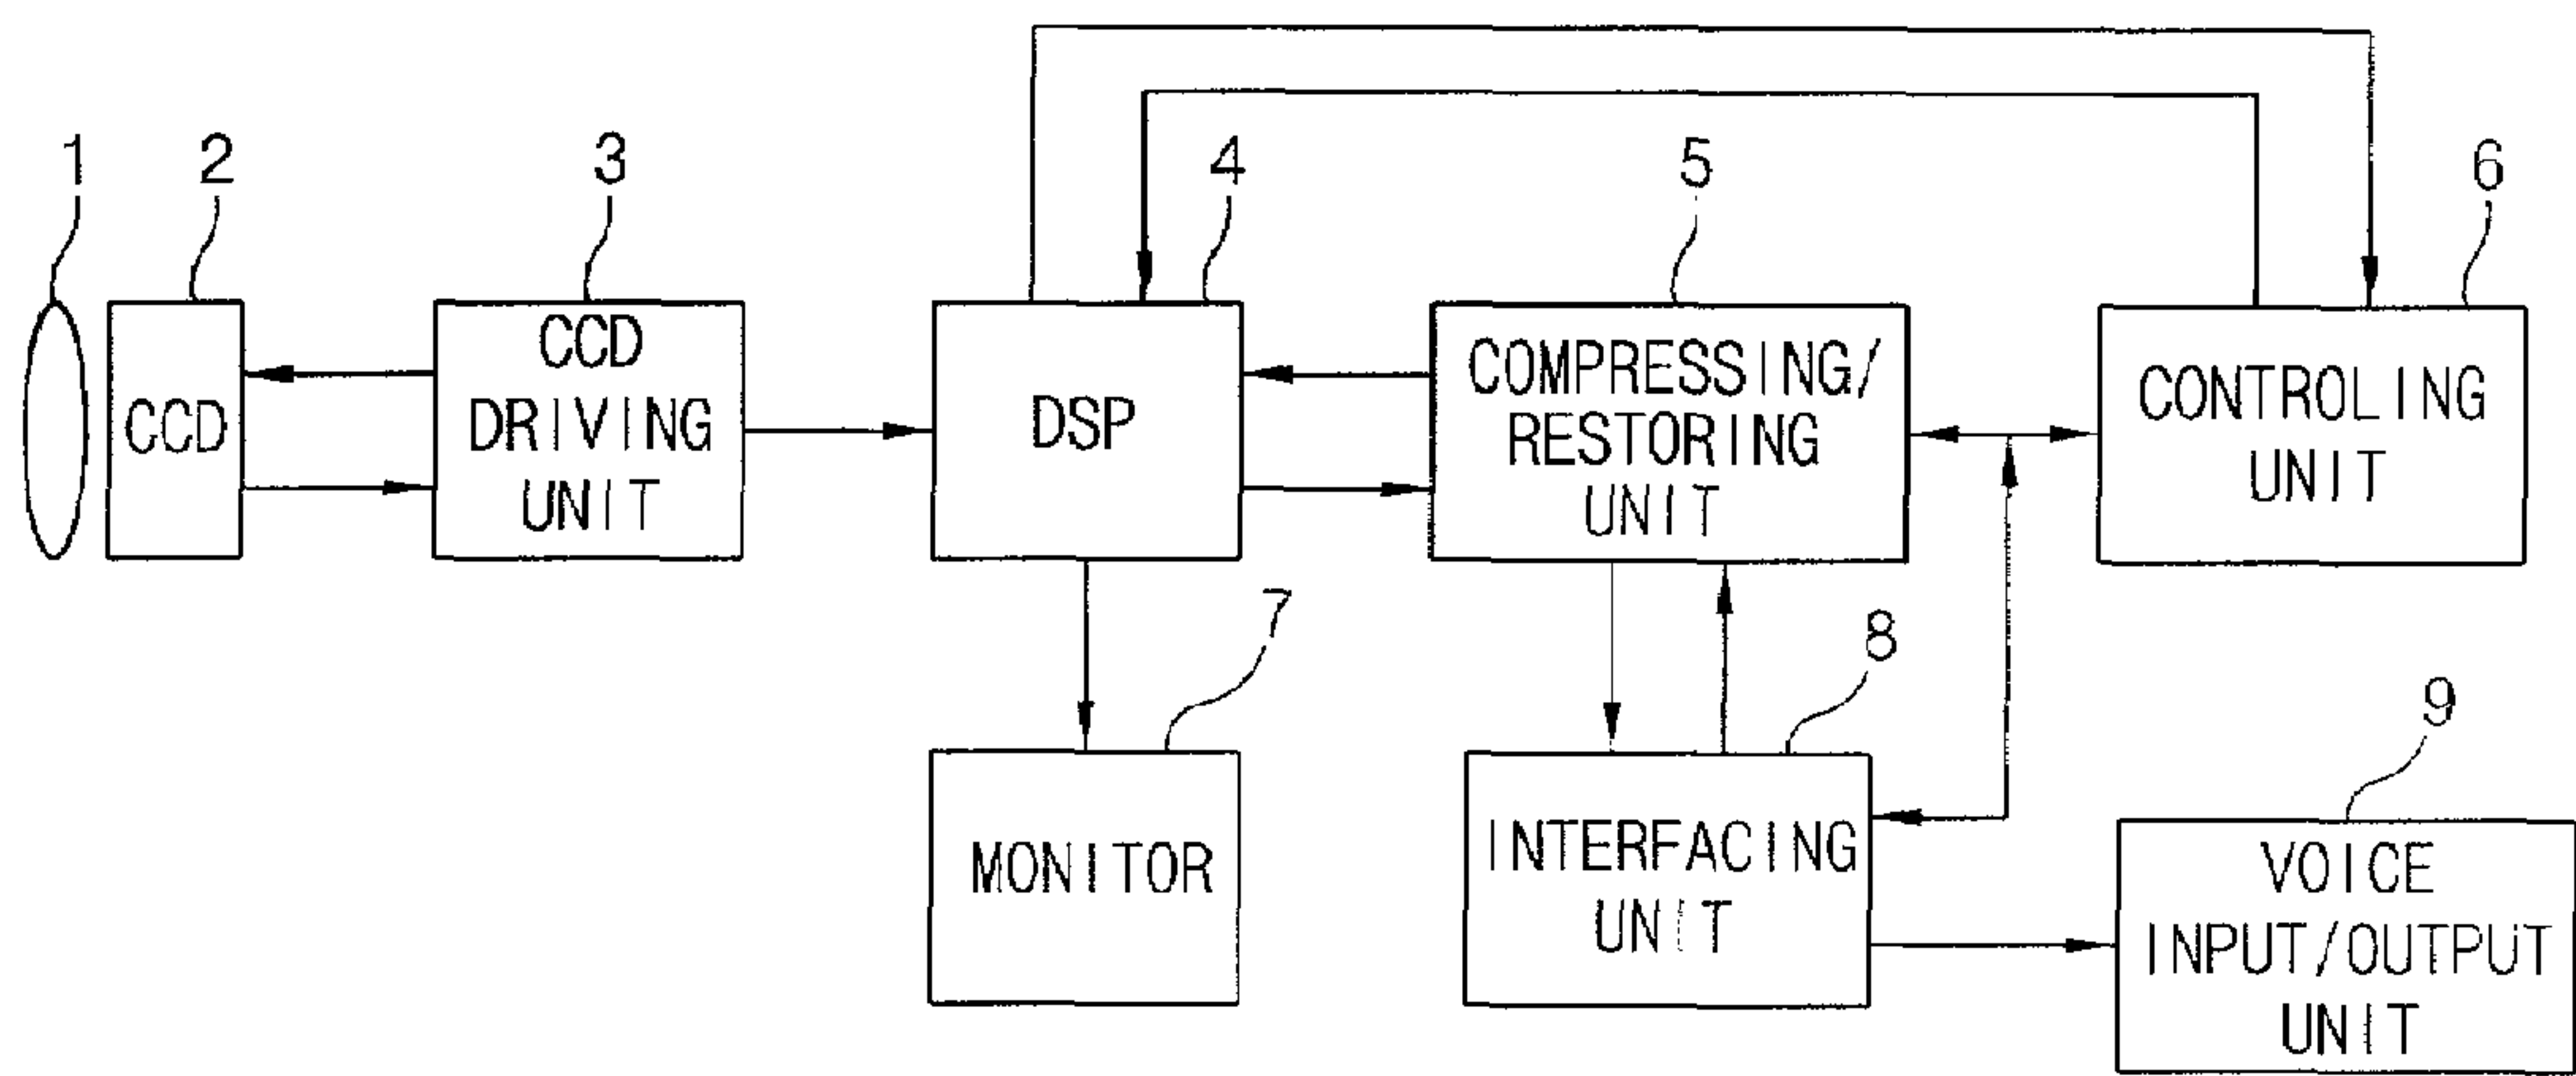 1
2
3
4
5
6
CCD
CCD
DRIVING
UNIT
DSP
COMPRESSING/
RESTORING
UNIT
CONTROLING
UNIT
7
8
9
MONITOR
INTERFACING
UNIT
VOICE
INPUT/OUTPUT
UNIT